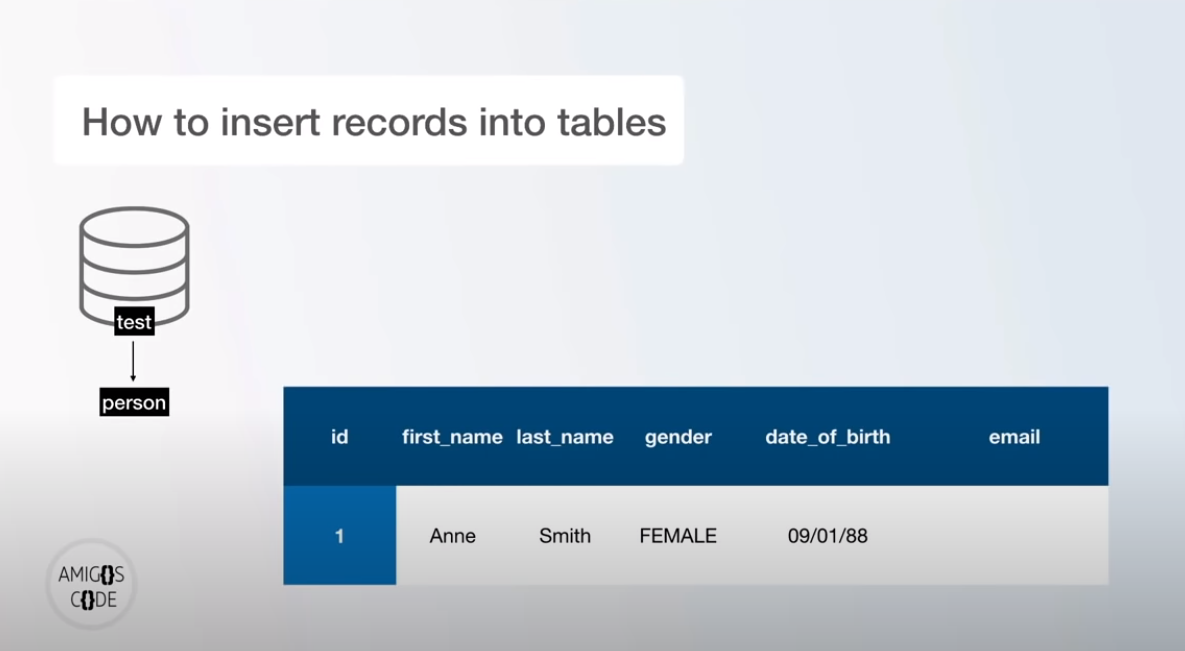 How to insert records into tables
test
person
id first_name last_name gender date_of_birth email
1 Anne Smith FEMALE 09/01/88
AMIG{}S
C{}DE